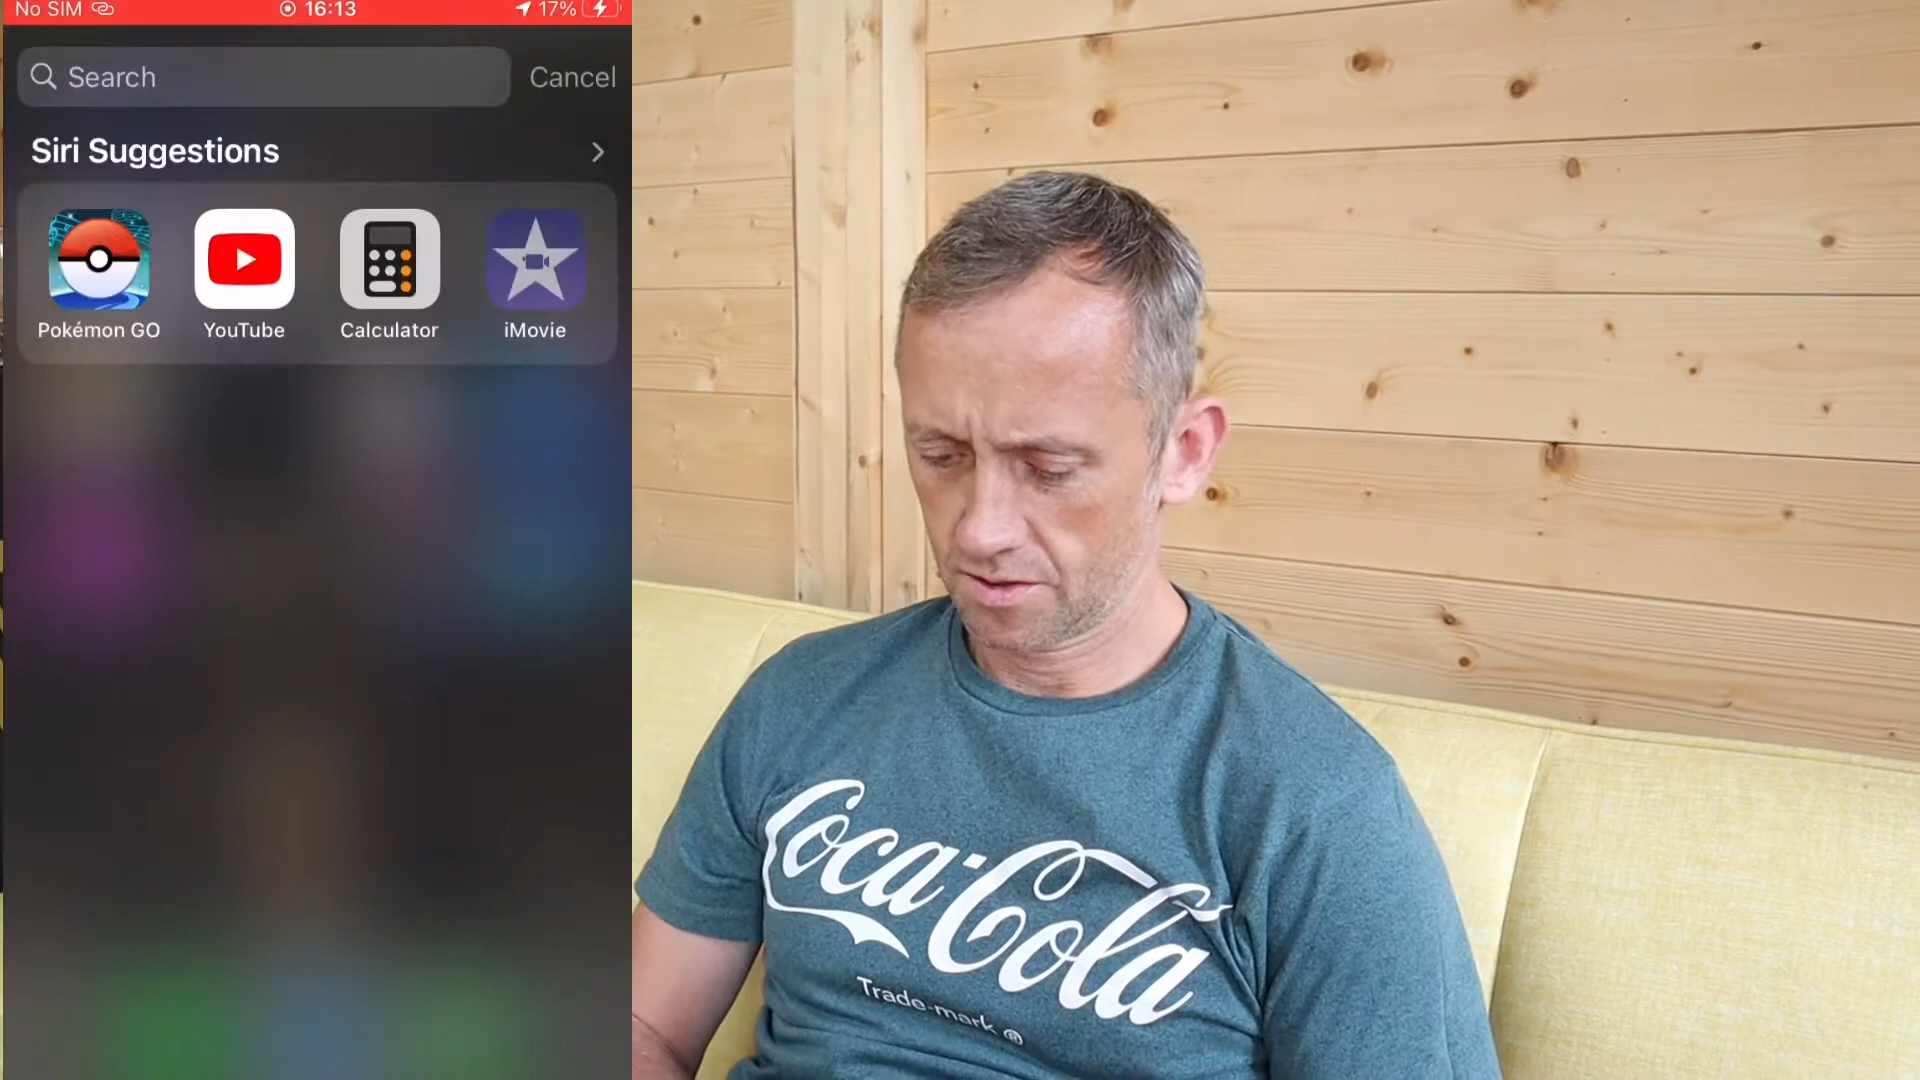 No SIM 16:13 17%
Search Cancel
Siri Suggestions
Pokémon GO YouTube Calculator iMovie
Coca-Cola
Trade-mark ®